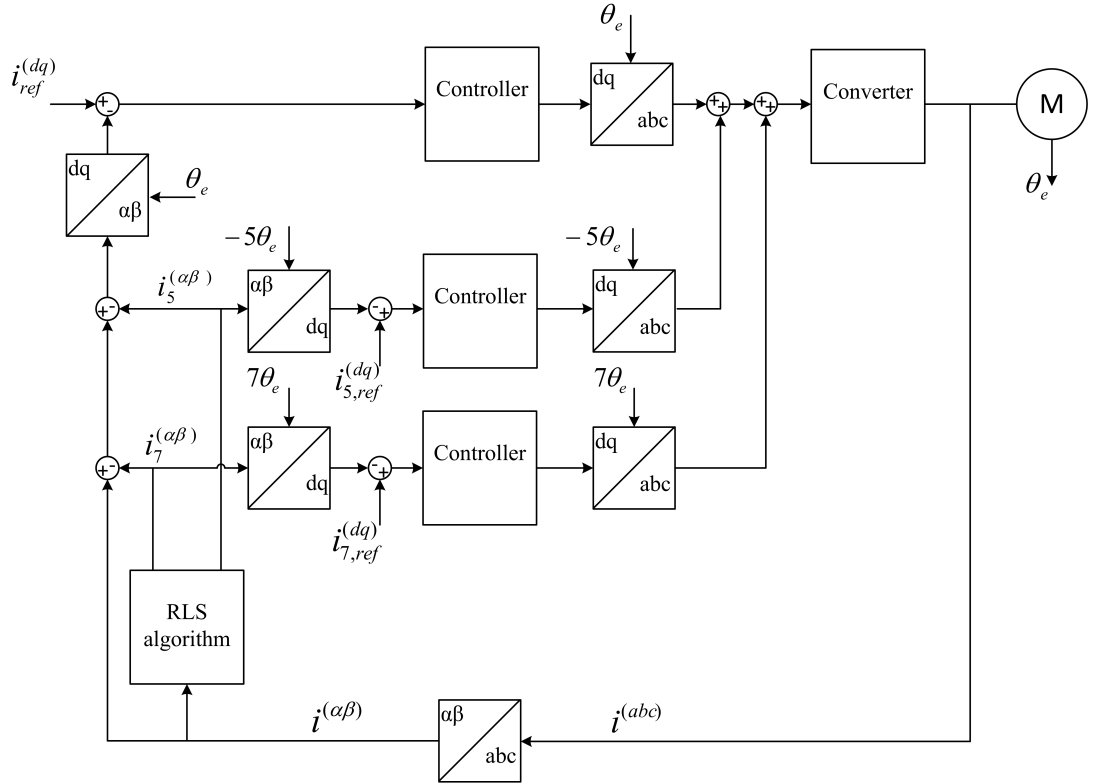 θe
i ref (dq)
+ -
Controller
dq
abc
+ +
+ +
Converter
M
θe
dq
αβ
θe
-5θe
-5θe
i5 (αβ)
+ -
αβ
dq
- +
Controller
dq
abc
i5,ref (dq)
7θe
7θe
i7 (αβ)
+ -
αβ
dq
- +
Controller
dq
abc
i7,ref (dq)
RLS
algorithm
i(αβ)
αβ
abc
i(abc)